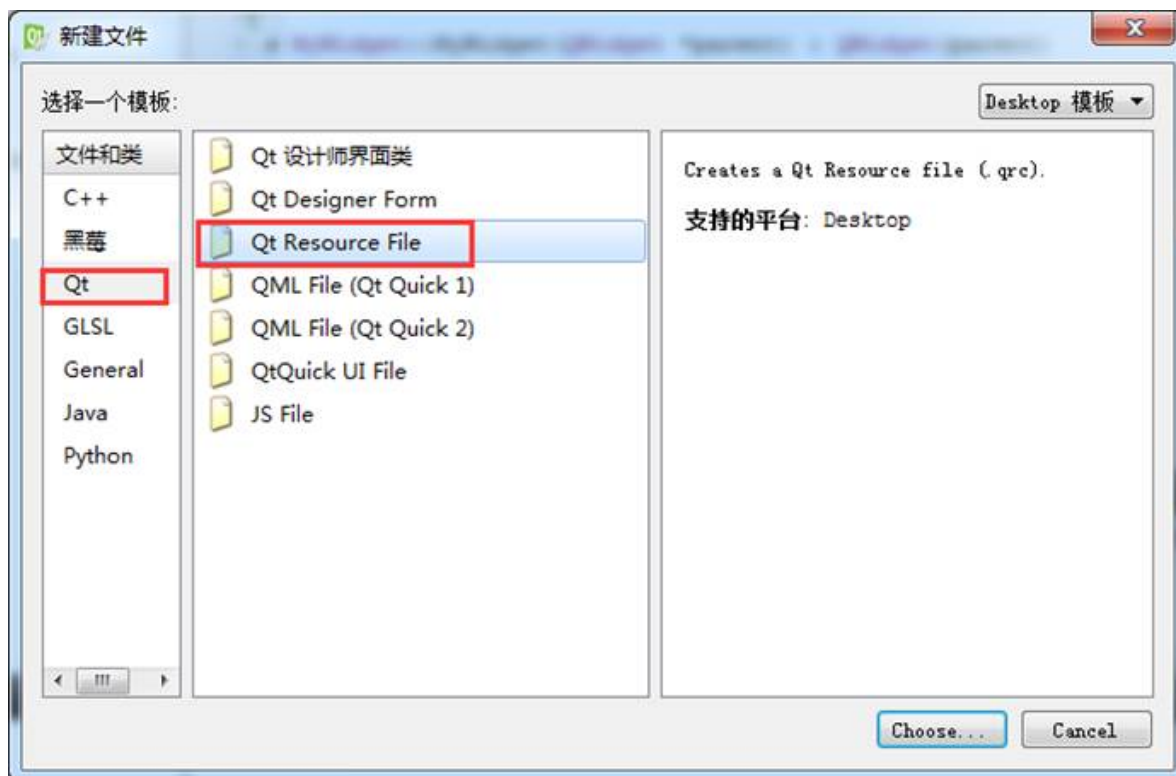 新建文件
选择一个模板:
Desktop 模板
文件和类
C++
黑莓
Qt
GLSL
General
Java
Python
Qt 设计师界面类
Qt Designer Form
Qt Resource File
QML File (Qt Quick 1)
QML File (Qt Quick 2)
QtQuick UI File
JS File
Creates a Qt Resource file (.qrc).
支持的平台: Desktop
Choose...
Cancel